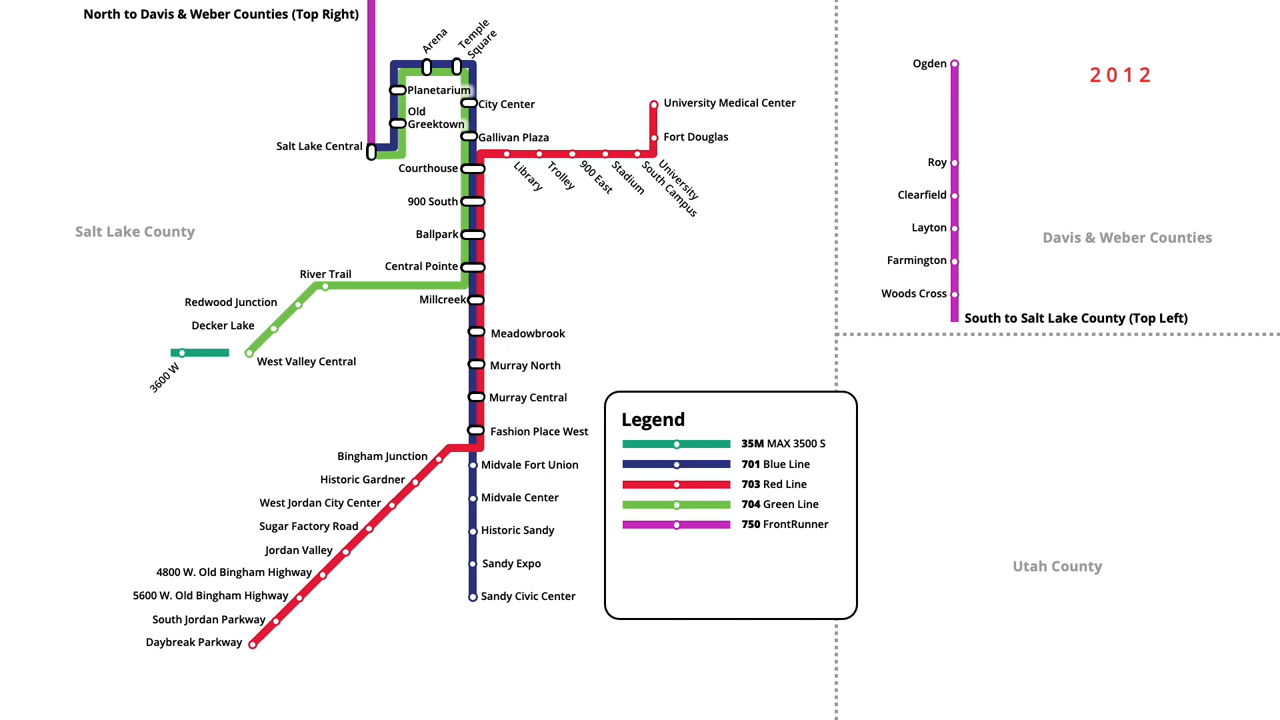 North to Davis & Weber Counties (Top Right)
Arena
Temple
Square
Planetarium
Old
Greektown
Salt Lake Central
City Center
Gallivan Plaza
Courthouse
900 South
Ballpark
Central Pointe
Millcreek
Meadowbrook
Murray North
Murray Central
Fashion Place West
Library
Trolley
900 East
Stadium
University
South Campus
University Medical Center
Fort Douglas
Salt Lake County
River Trail
Redwood Junction
Decker Lake
West Valley Central
3600 W
Bingham Junction
Historic Gardner
West Jordan City Center
Sugar Factory Road
Jordan Valley
4800 W. Old Bingham Highway
5600 W. Old Bingham Highway
South Jordan Parkway
Daybreak Parkway
Midvale Fort Union
Midvale Center
Historic Sandy
Sandy Expo
Sandy Civic Center
Legend
35M MAX 3500 S
701 Blue Line
703 Red Line
704 Green Line
750 FrontRunner
2012
Ogden
Roy
Clearfield
Layton
Farmington
Woods Cross
Davis & Weber Counties
South to Salt Lake County (Top Left)
Utah County